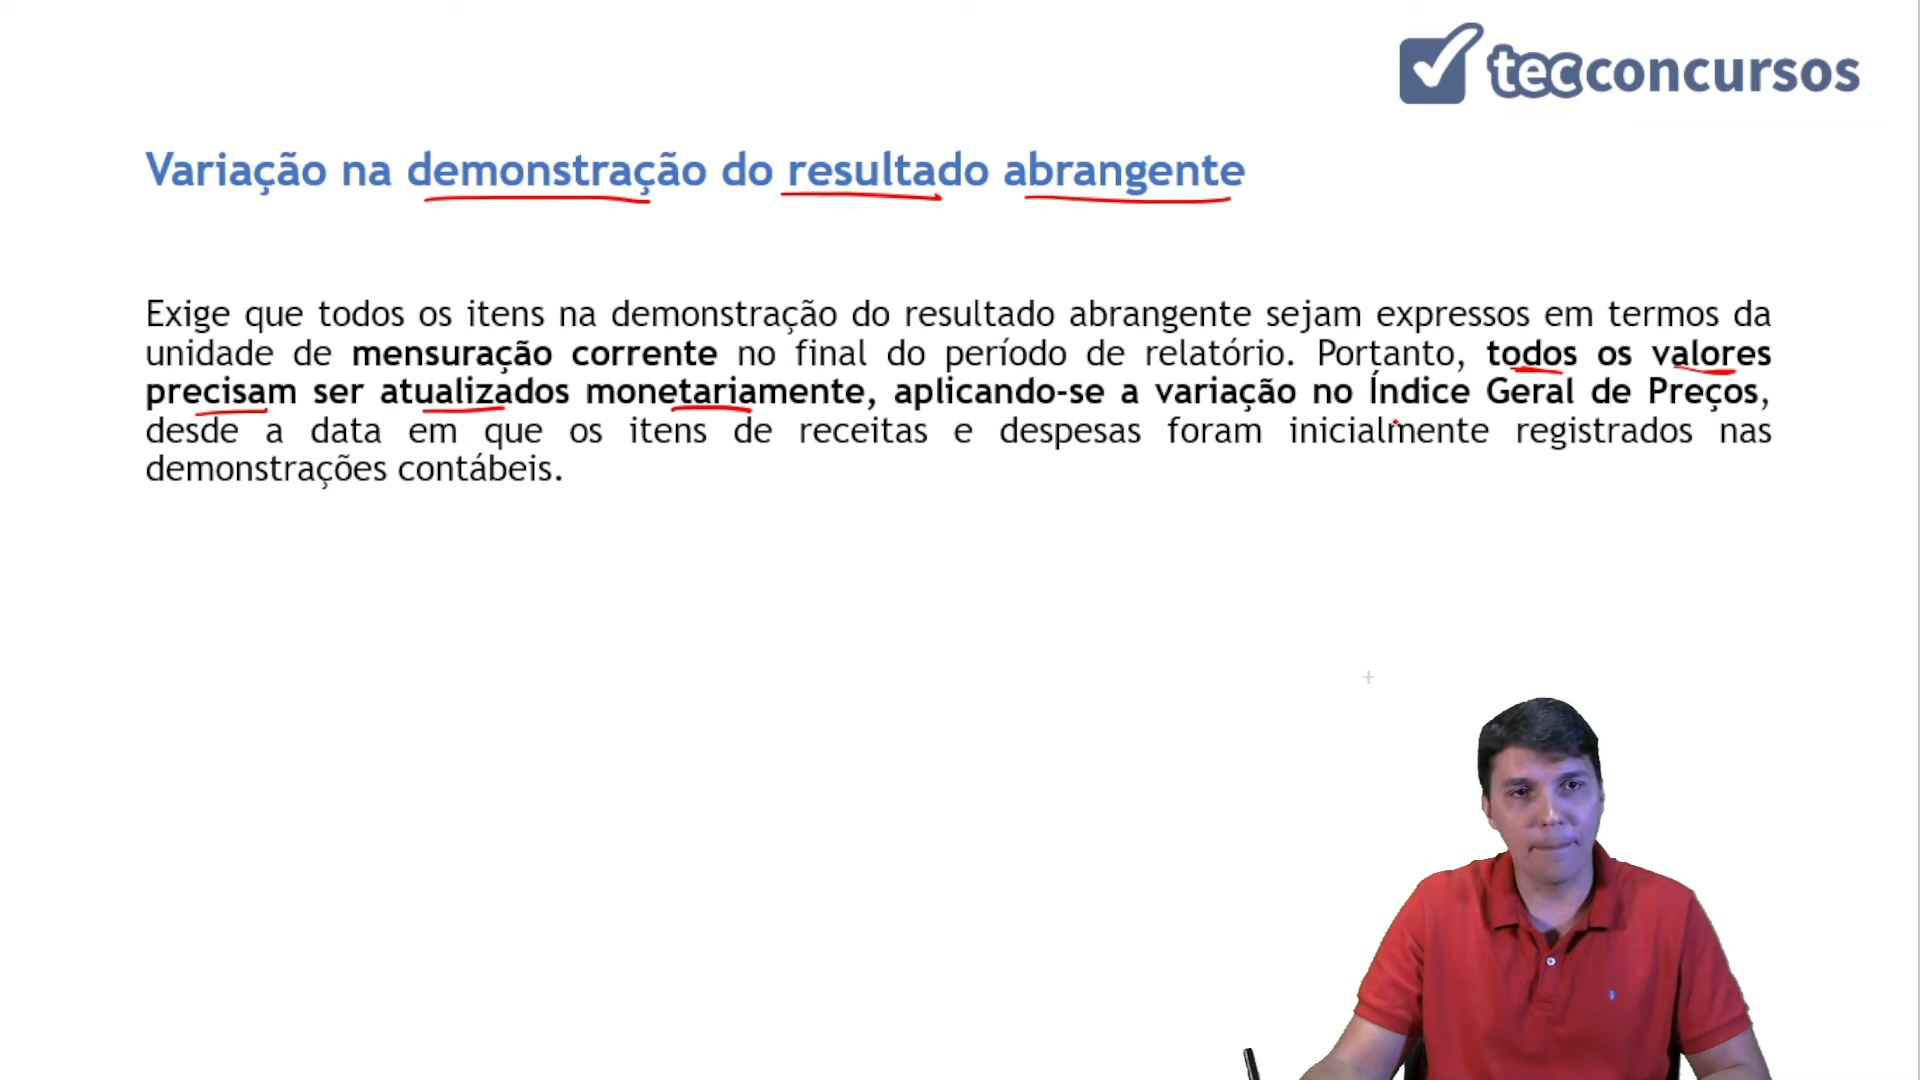 tecconcursos
Variação na demonstração do resultado abrangente
Exige que todos os itens na demonstração do resultado abrangente sejam expressos em termos da
unidade de mensuração corrente no final do período de relatório. Portanto, todos os valores
precisam ser atualizados monetariamente, aplicando-se a variação no Índice Geral de Preços,
desde a data em que os itens de receitas e despesas foram inicialmente registrados nas
demonstrações contábeis.